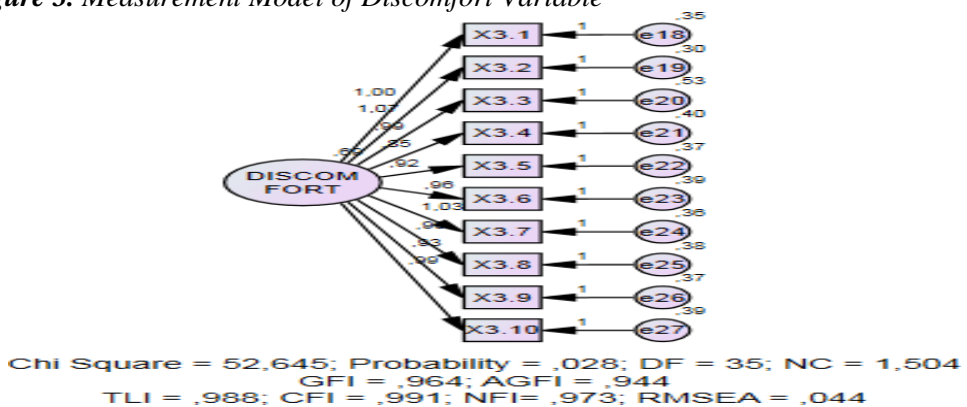 Figure 3. Measurement Model of Discomfort Variable
,35
X3.1 1 e18
,30
X3.2 1 e19
,53
1,00
X3.3 1 e20
1,07
,40
,99
X3.4 1 e21
,69 ,85
,37
,92
X3.5 1 e22
DISCOM
FORT
,39
,96
X3.6 1 e23
1,03
,36
X3.7 1 e24
,38
,93
X3.8 1 e25
,37
,99
X3.9 1 e26
,39
X3.10 1 e27
Chi Square = 52,645; Probability = ,028; DF = 35; NC = 1,504
GFI = ,964; AGFI = ,944
TLI = ,988; CFI = ,991; NFI= ,973; RMSEA = ,044